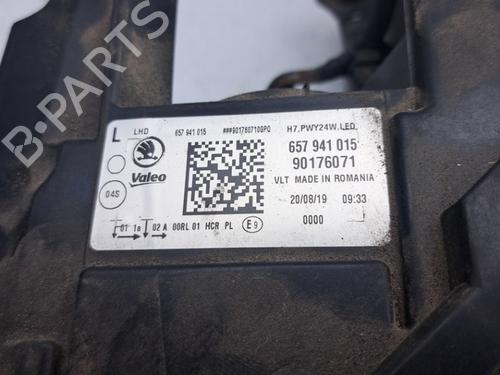 L LHD 657 941 015 ###9017607100PO H7,PWY24W,LED
657 941 015
90176071
Valeo
VLT MADE IN ROMANIA
04S
20/08/19 09:33
0000
01 1a 02 A 00RL 01 HCR PL E9
B-PARTS